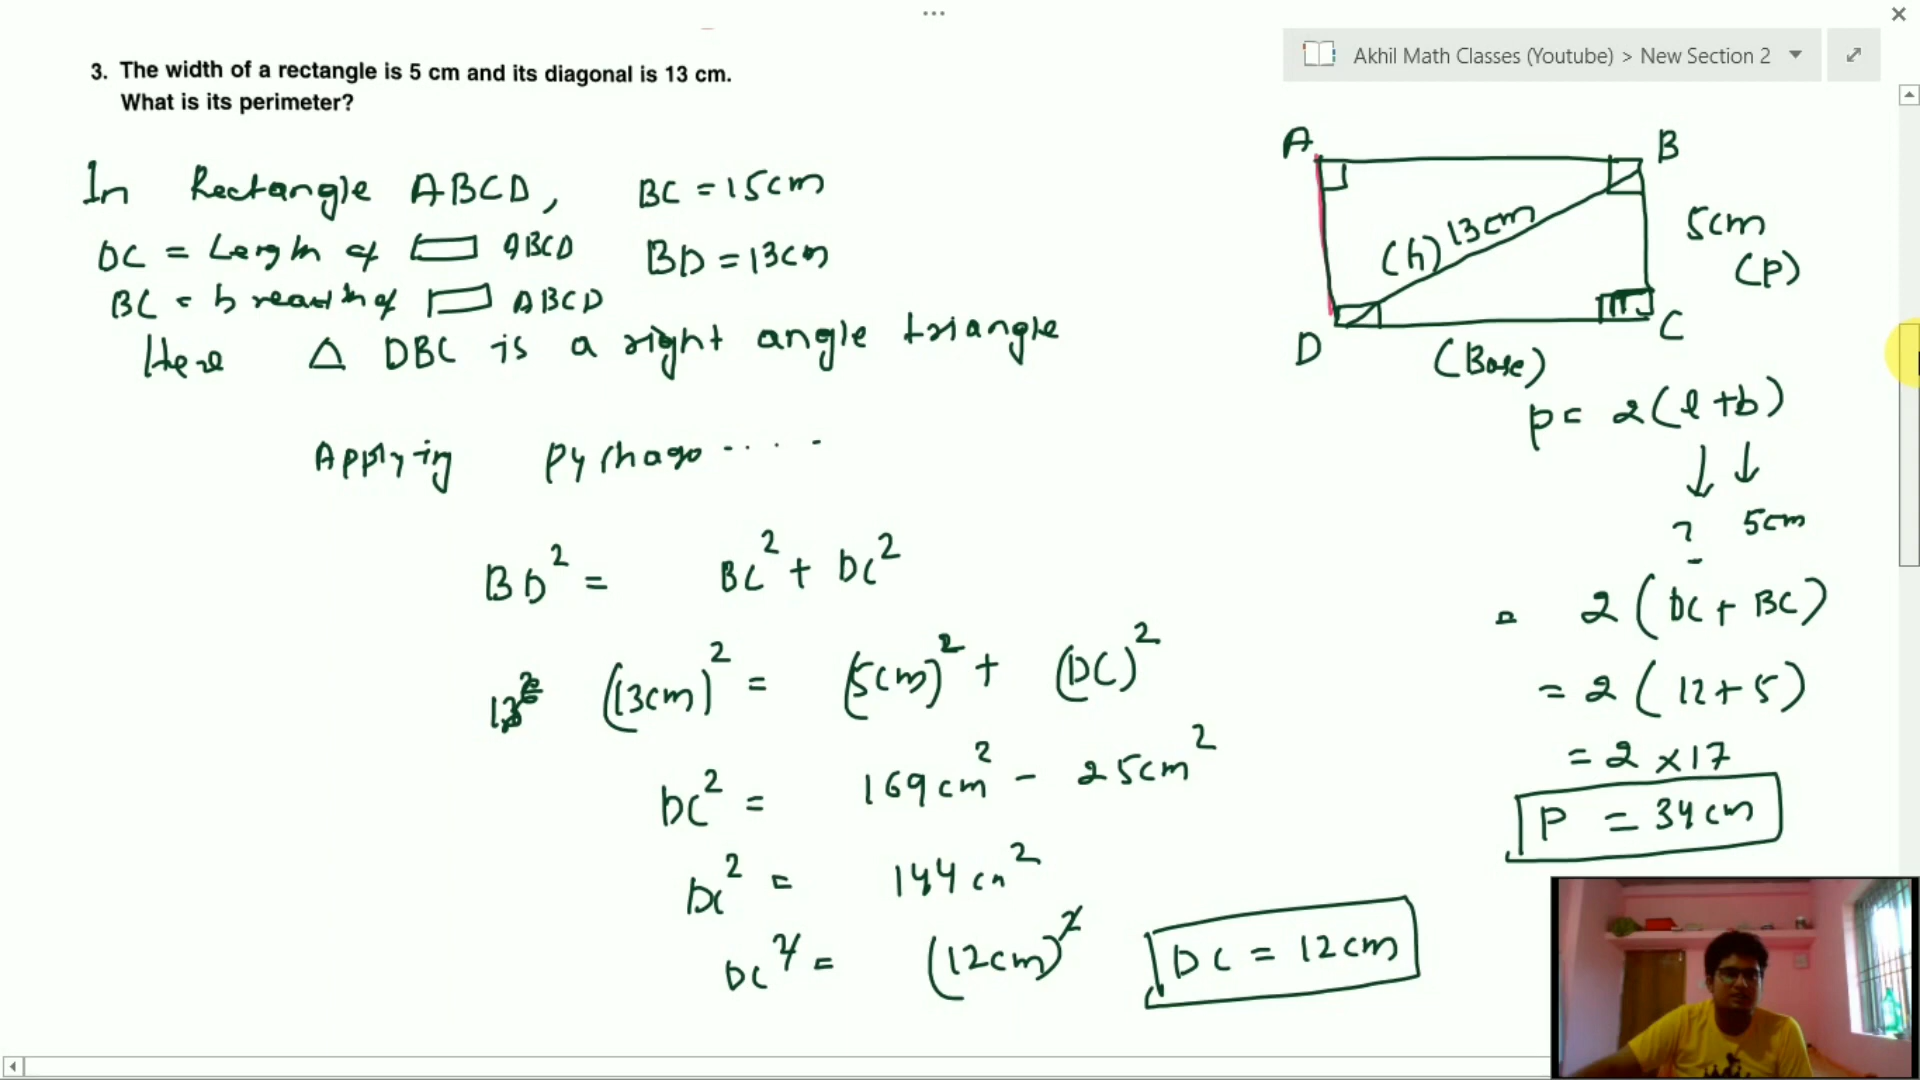 Akhil Math Classes (Youtube) > New Section 2
3. The width of a rectangle is 5 cm and its diagonal is 13 cm.
What is its perimeter?
In Rectangle ABCD, BC = 15cm
DC = Length of ▭ ABCD BD = 13cm
BC = breadth of ▭ ABCD
Here △ DBC is a right angle triangle
Applying Pythago .....
BD² = BC² + DC²
(13cm)² = (5cm)² + (DC)²
DC² = 169cm² - 25cm²
DC² = 144 cm²
DC² = (12cm)²
DC = 12cm
A
B
13cm
(h)
5cm
(P)
D
C
(Base)
P = 2(l+b)
↓ ↓
? 5cm
= 2(DC + BC)
= 2(12+5)
= 2 × 17
P = 34cm